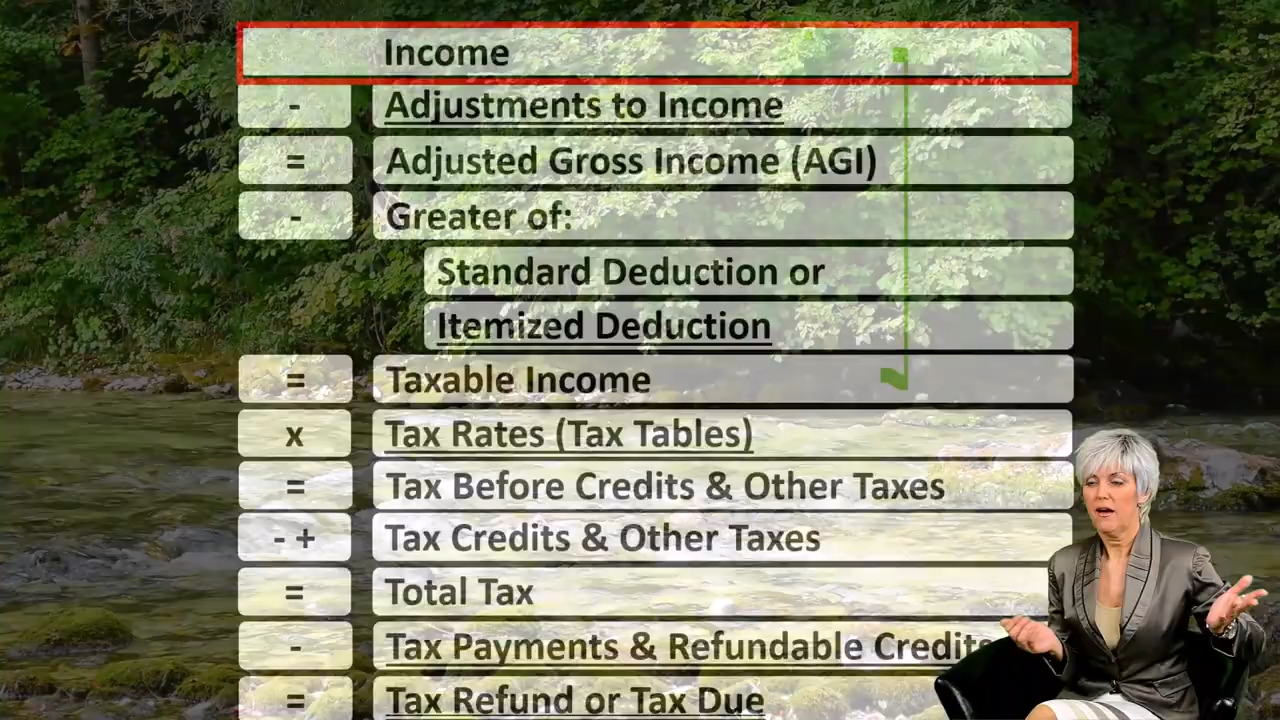 Income
- Adjustments to Income
= Adjusted Gross Income (AGI)
- Greater of:
Standard Deduction or
Itemized Deduction
= Taxable Income
x Tax Rates (Tax Tables)
= Tax Before Credits & Other Taxes
- + Tax Credits & Other Taxes
= Total Tax
- Tax Payments & Refundable Credits
= Tax Refund or Tax Due